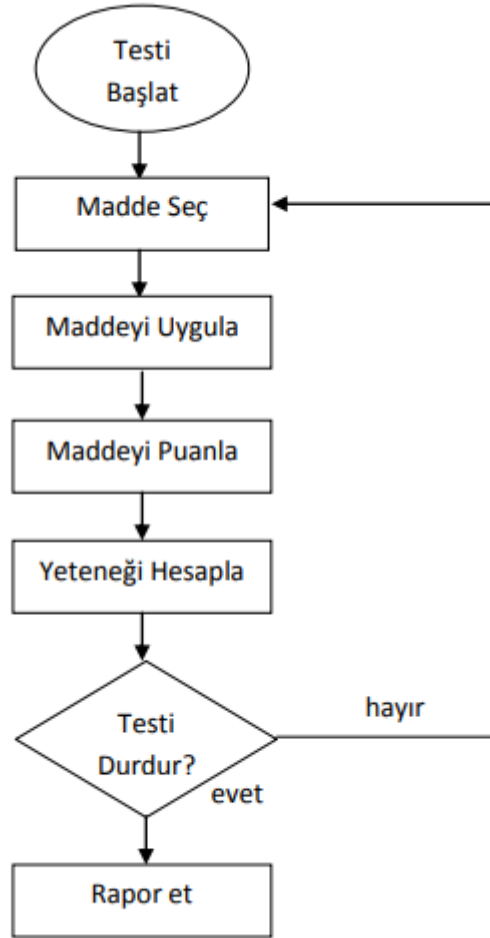 Testi
Başlat
Madde Seç
Maddeyi Uygula
Maddeyi Puanla
Yeteneği Hesapla
Testi
Durdur?
hayır
evet
Rapor et